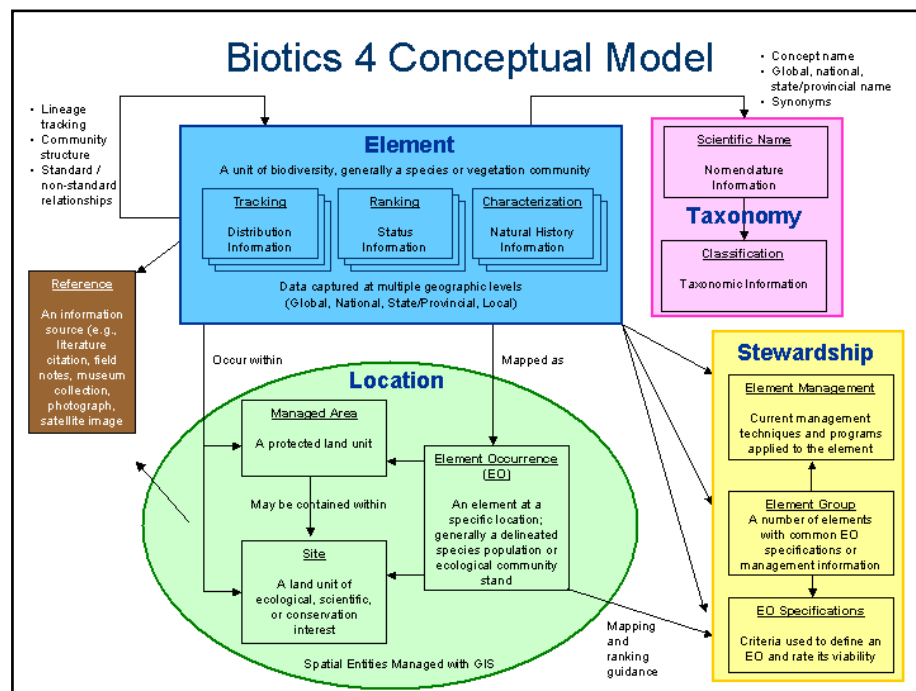 Biotics 4 Conceptual Model
• Lineage
tracking
• Community
structure
• Standard /
non-standard
relationships
• Concept name
• Global, national,
state/provincial name
• Synonyms
Element
A unit of biodiversity, generally a species or vegetation community
Tracking
Distribution
Information
Ranking
Status
Information
Characterization
Natural History
Information
Data captured at multiple geographic levels
(Global, National, State/Provincial, Local)
Scientific Name
Nomenclature
Information
Taxonomy
Classification
Taxonomic Information
Reference
An information
source (e.g.,
literature
citation, field
notes, museum
collection,
photograph,
satellite image
Occur within
Mapped as
Location
Managed Area
A protected land unit
May be contained within
Site
A land unit of
ecological, scientific,
or conservation
interest
Element Occurrence
(EO)
An element at a
specific location;
generally a delineated
species population or
ecological community
stand
Spatial Entities Managed with GIS
Mapping
and
ranking
guidance
Stewardship
Element Management
Current management
techniques and programs
applied to the element
Element Group
A number of elements
with common EO
specifications or
management information
EO Specifications
Criteria used to define an
EO and rate its viability